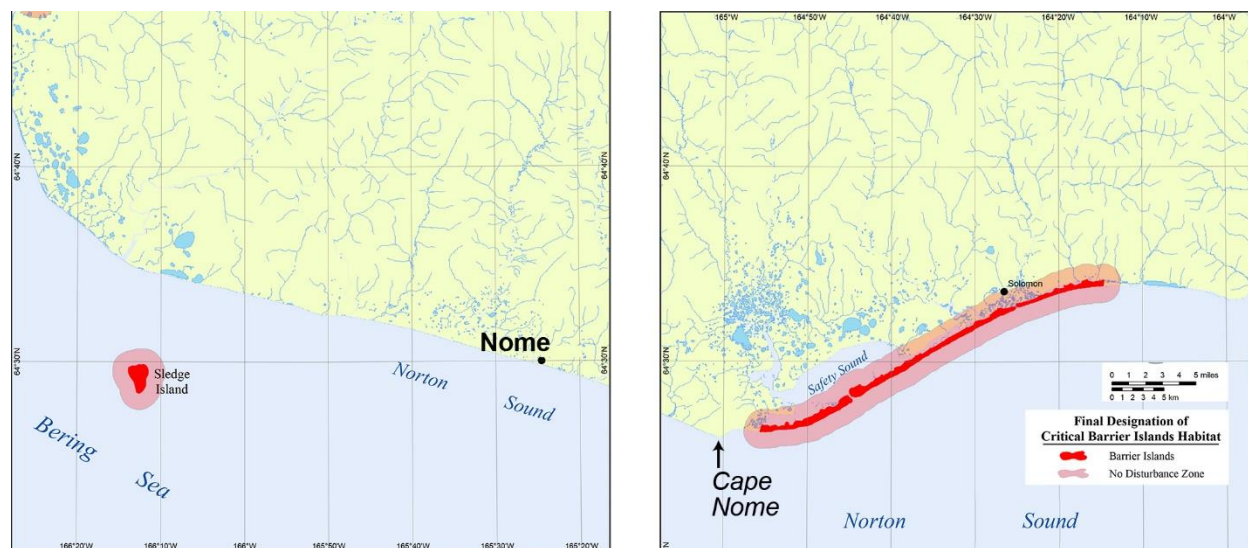 64°40'N
64°40'N
Nome
64°30'N
64°30'N
Sledge
Island
Norton
Sound
Bering
Sea
166°20'W
166°10'W
166°W
165°50'W
165°40'W
165°30'W
165°20'W
165°W
164°50'W
164°40'W
164°30'W
164°20'W
164°10'W
164°W
64°40'N
64°40'N
Solomon
64°30'N
64°30'N
Safety Sound
0 1 2 3 4 5 miles
0 1 2 3 4 5 km
Final Designation of
Critical Barrier Islands Habitat
Barrier Islands
No Disturbance Zone
Cape
Nome
Norton Sound